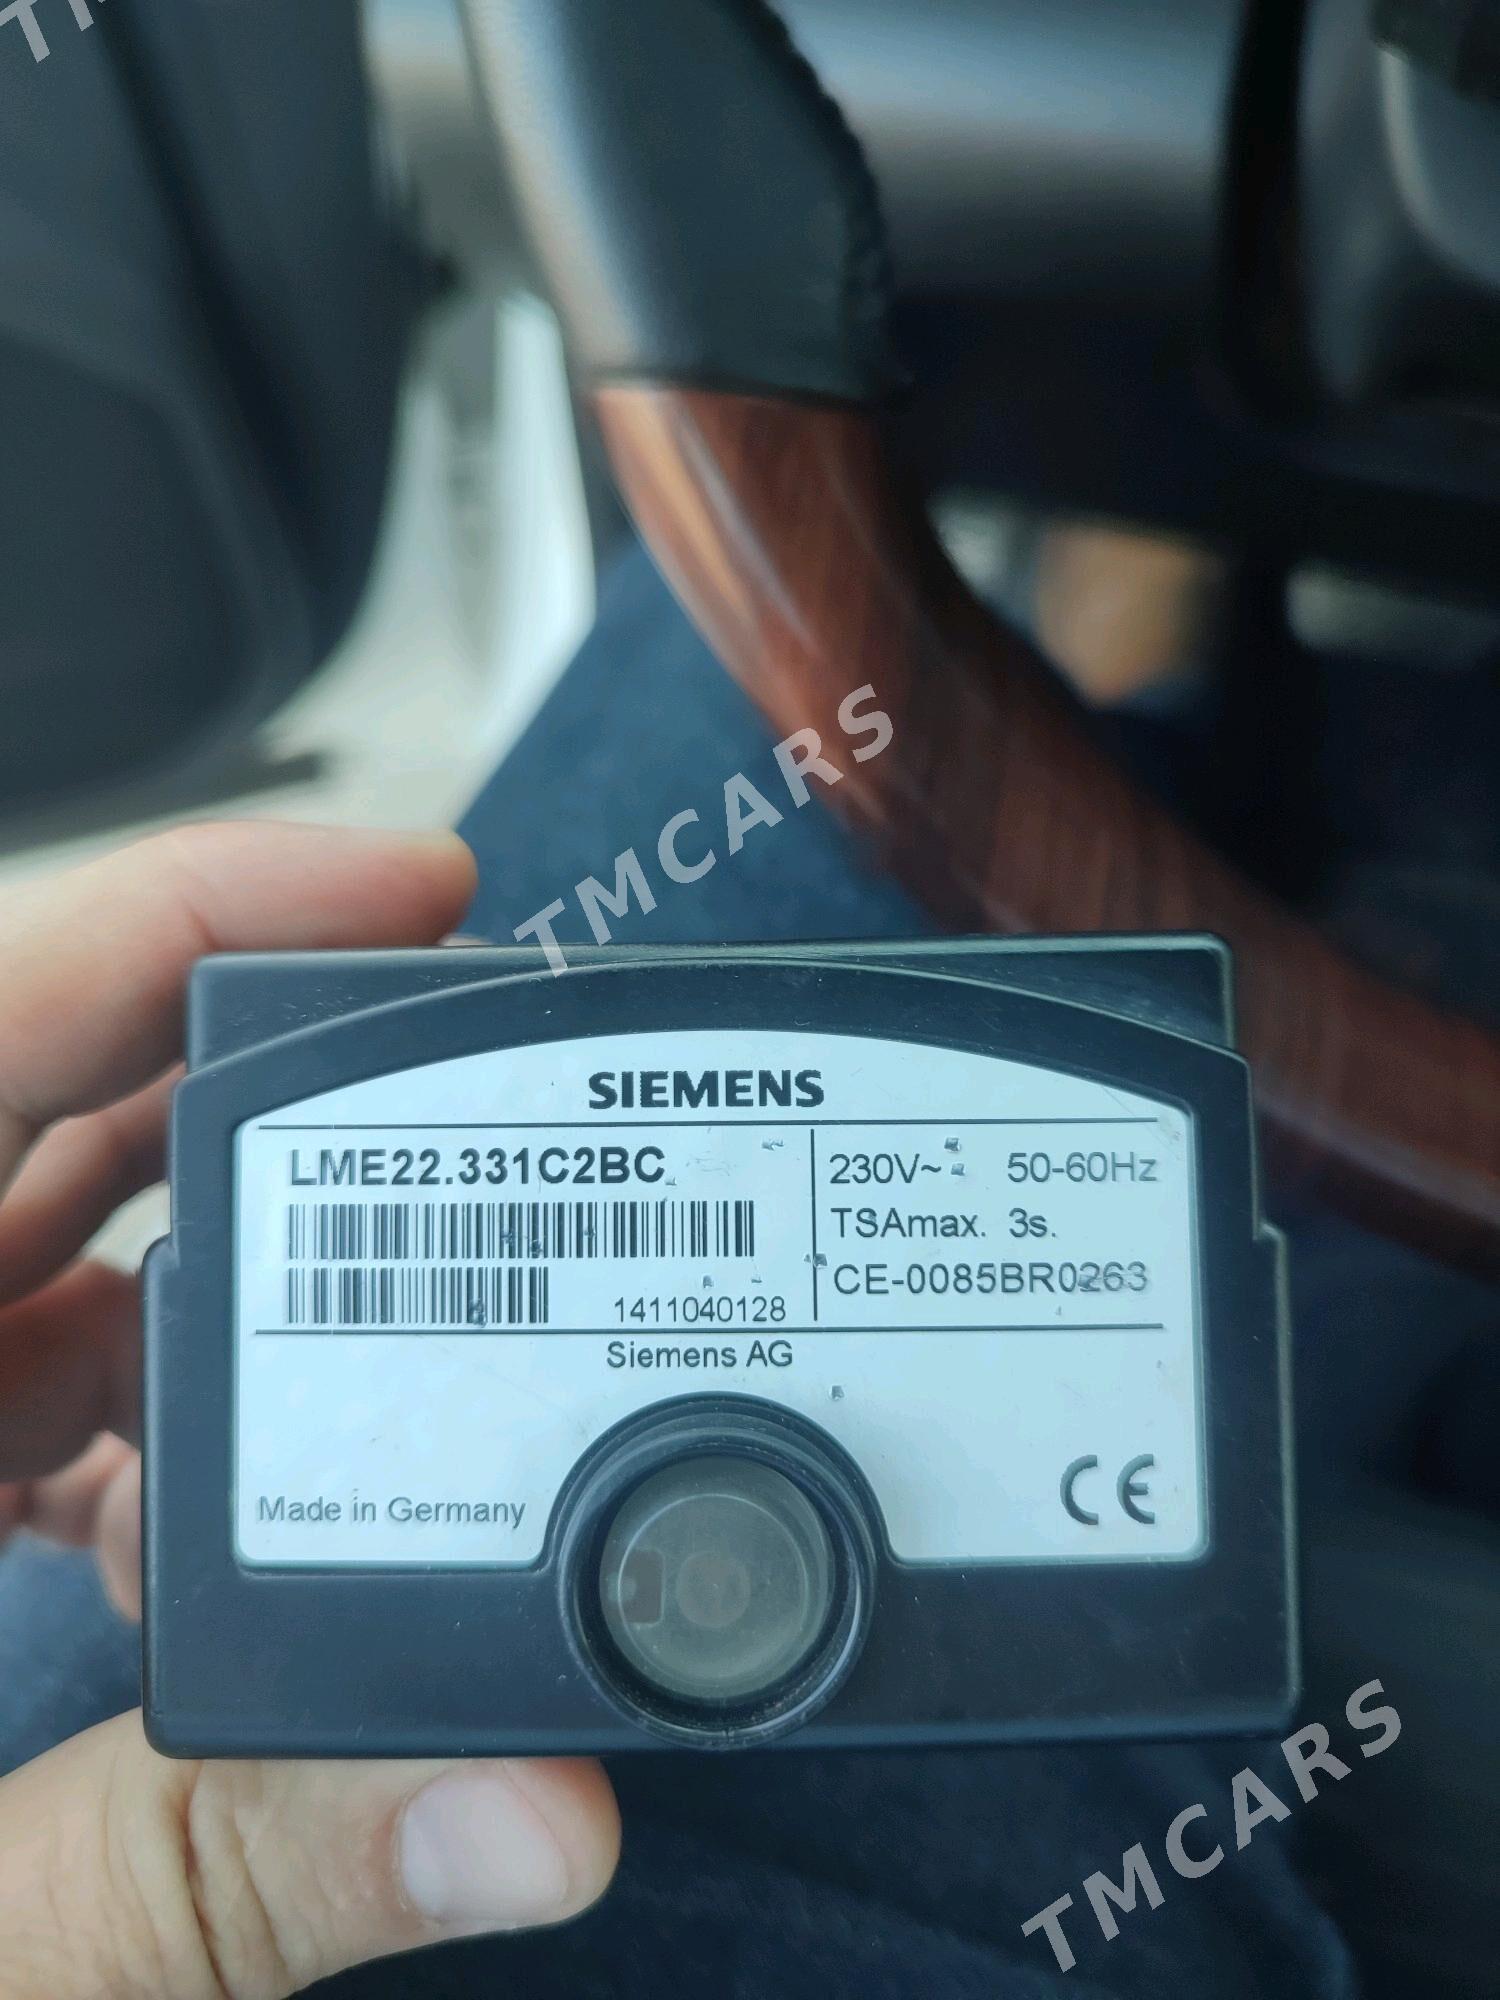 TMCARS
SIEMENS
LME22.331C2BC
230V~ 50-60Hz
TSAmax. 3s.
CE-0085BR0263
1411040128
Siemens AG
Made in Germany
CE
TMCARS